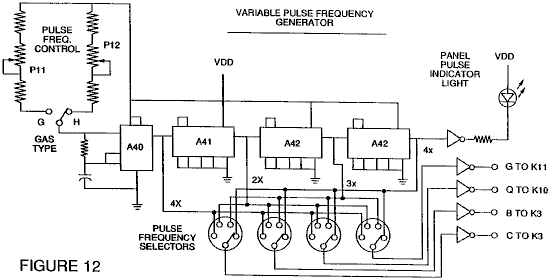 VARIABLE PULSE FREQUENCY
GENERATOR
PULSE
FREQ.
CONTROL
P12
P11
G
H
GAS
TYPE
A40
VDD
A41
A42
A42
PANEL
PULSE
INDICATOR
LIGHT
VDD
4x
2X
3x
4X
PULSE
FREQUENCY
SELECTORS
G TO K11
Q TO K10
B TO K3
C TO K3
FIGURE 12